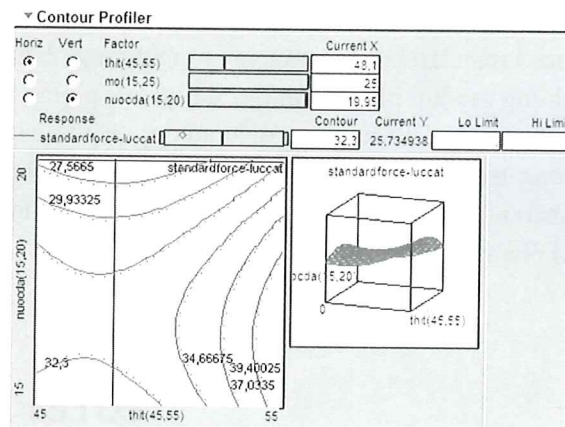 Contour Profiler
Horiz Vert Factor Current X
thit(45,55) 48,1
mo(15,25) 25
nuocda(15,20) 19,95
Response Contour Current Y Lo Limit Hi Limi
standardforce-luccat 32,3 25,734938
27,5665 standardforce-luccat
29,93325
20
nuocda(15,20)
15
32,3
34,66675
39,40025
37,0335
45 thit(45,55) 55
standardforce-luccat
ocda(15,20)
0
thit(45,55)